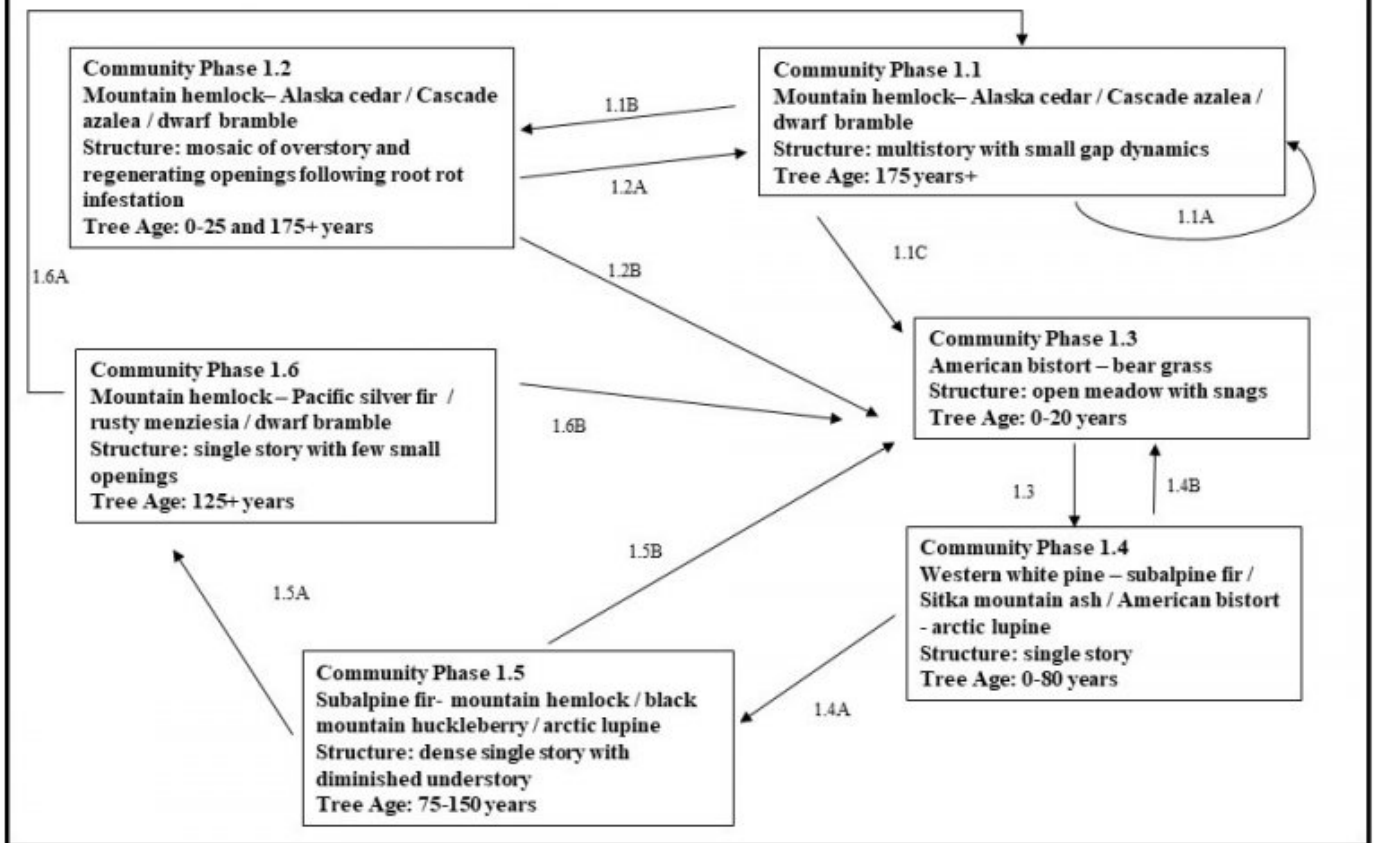 Community Phase 1.2
Mountain hemlock– Alaska cedar / Cascade
azalea / dwarf bramble
Structure: mosaic of overstory and
regenerating openings following root rot
infestation
Tree Age: 0-25 and 175+ years
1.1B
1.2A
Community Phase 1.1
Mountain hemlock– Alaska cedar / Cascade azalea /
dwarf bramble
Structure: multistory with small gap dynamics
Tree Age: 175 years+
1.1A
1.1C
1.2B
1.6A
Community Phase 1.3
American bistort – bear grass
Structure: open meadow with snags
Tree Age: 0-20 years
Community Phase 1.6
Mountain hemlock – Pacific silver fir /
rusty menziesia / dwarf bramble
Structure: single story with few small
openings
Tree Age: 125+ years
1.6B
1.3
1.4B
Community Phase 1.4
Western white pine – subalpine fir /
Sitka mountain ash / American bistort
- arctic lupine
Structure: single story
Tree Age: 0-80 years
1.5B
1.5A
Community Phase 1.5
Subalpine fir- mountain hemlock / black
mountain huckleberry / arctic lupine
Structure: dense single story with
diminished understory
Tree Age: 75-150 years
1.4A